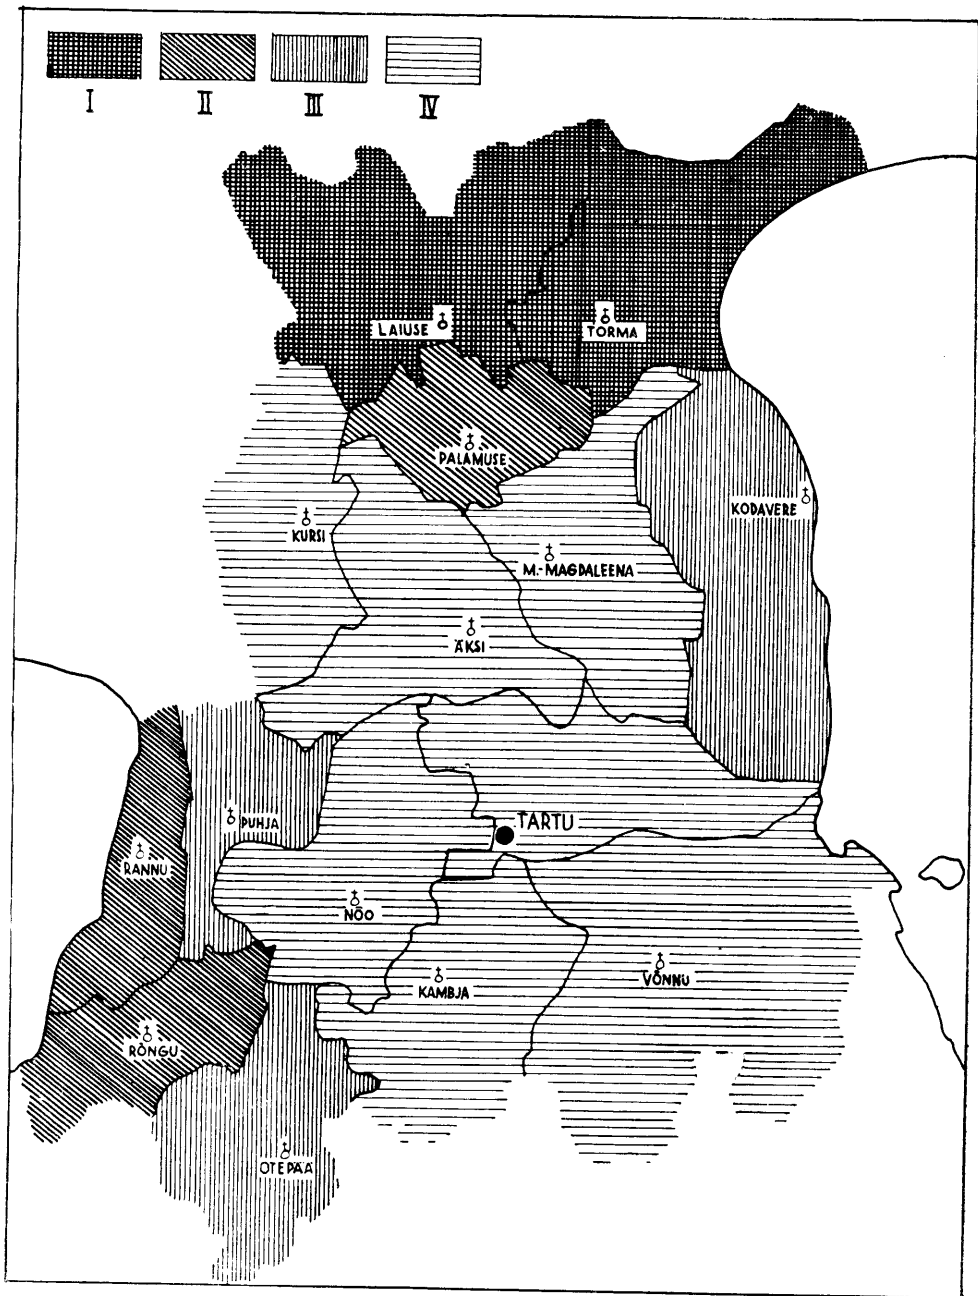 I II III IV
LAIUSE
TORMA
PALAMUSE
KODAVERE
KURSI
M.-MAGDALEENA
ÄKSI
TARTU
PUHJA
RANNU
NÕO
VÕNNU
KAMBJA
RÕNGU
OTEPÄÄ